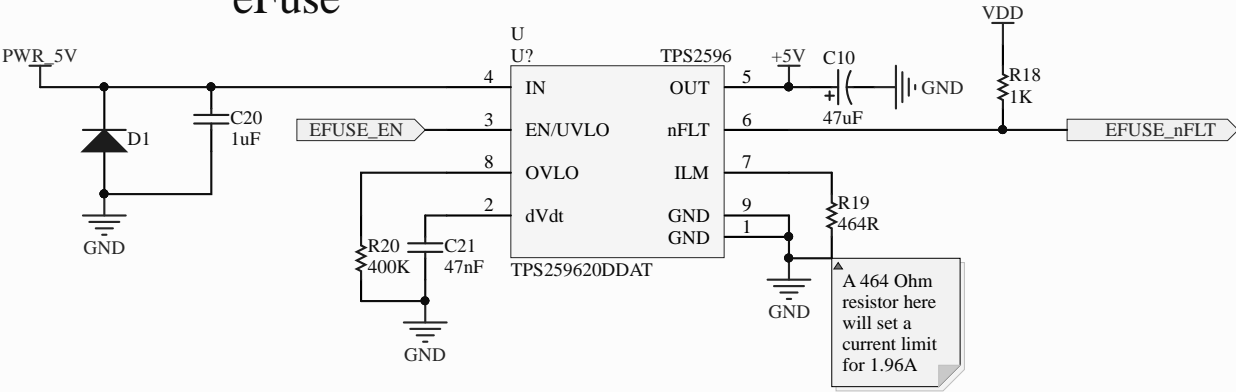 eFuse
VDD
U
PWR_5V
U?
TPS2596
+5V
C10
4
IN
OUT
5
R18
1K
GND
C20
1uF
D1
EFUSE_EN
3
EN/UVLO
nFLT
6
47uF
EFUSE_nFLT
8
OVLO
ILM
7
2
dVdt
GND
9
R19
464R
GND
1
GND
R20
400K
C21
47nF
TPS259620DDAT
GND
GND
A 464 Ohm
resistor here
will set a
current limit
for 1.96A